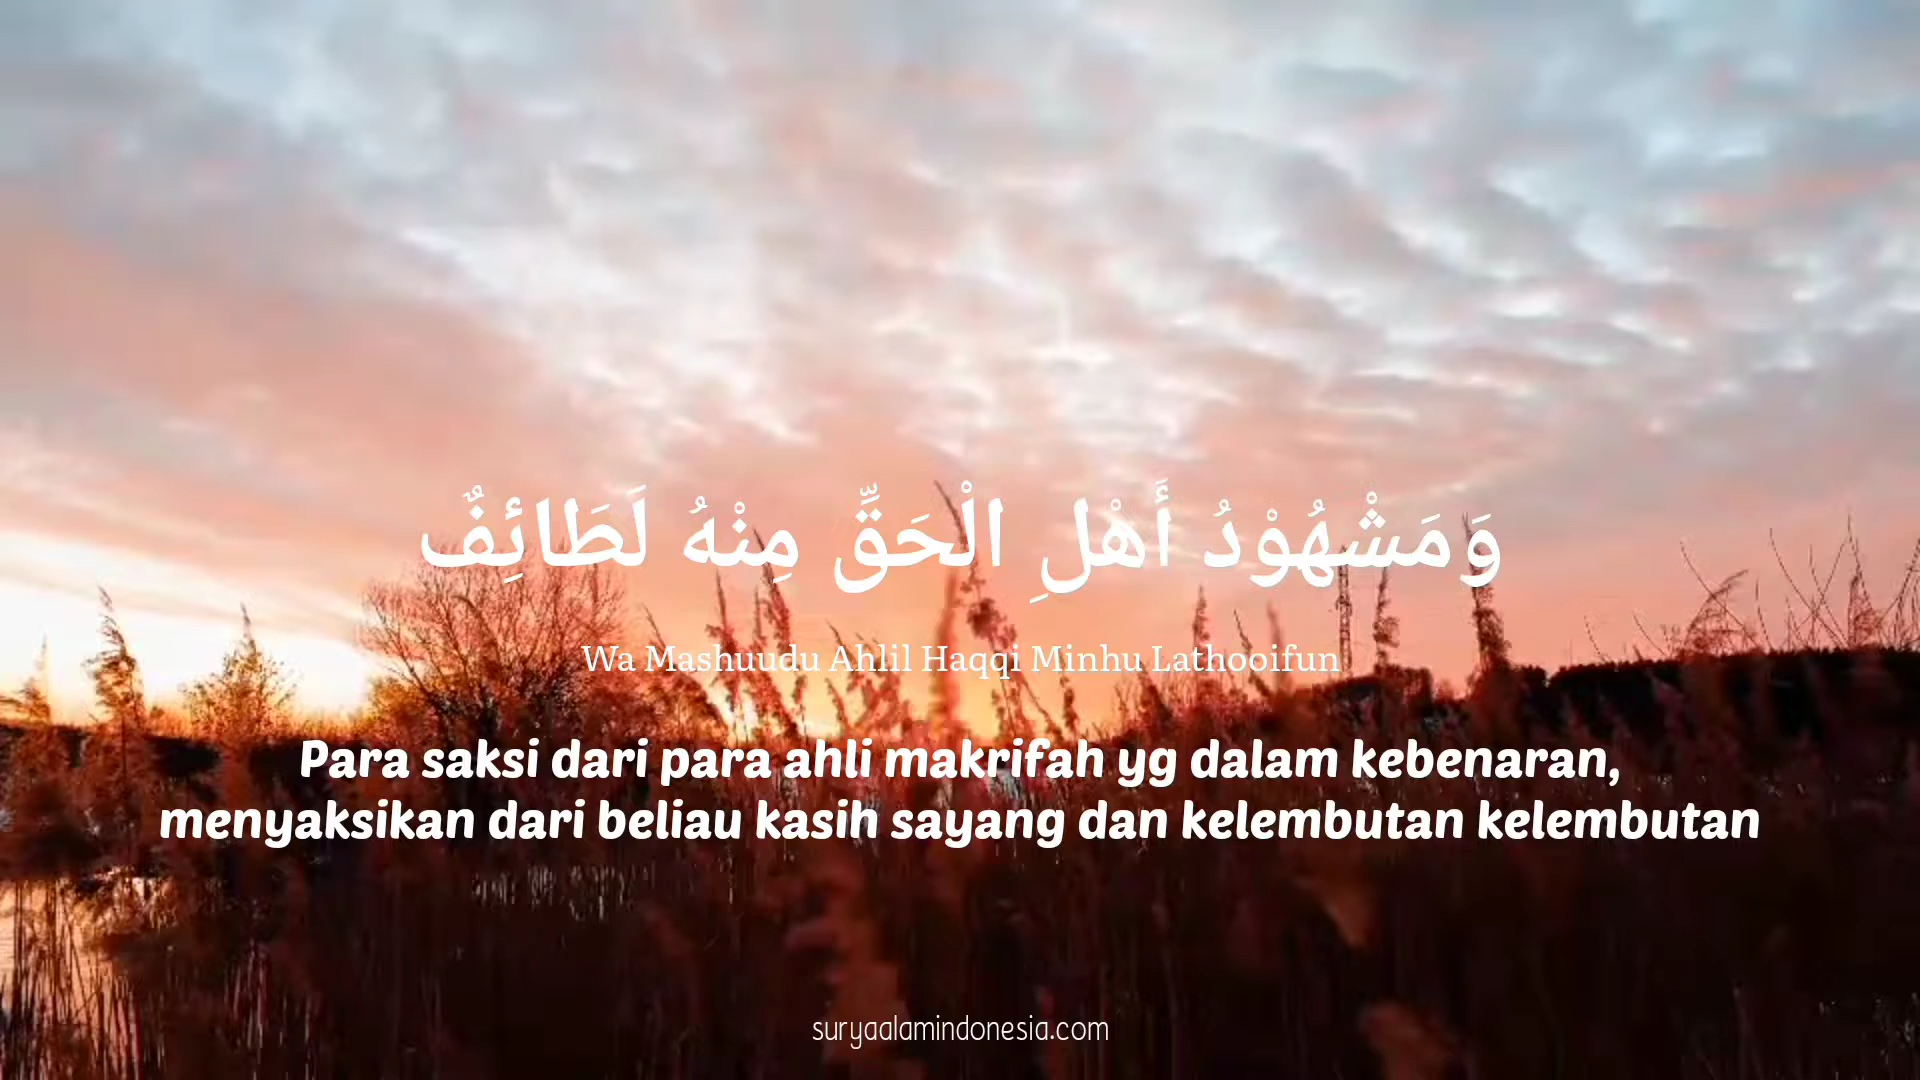 وَمَشْهُوْدُ أَهْلِ الْحَقِّ مِنْهُ لَطَائِفٌ
Wa Mashuudu Ahlil Haqqi Minhu Lathooifun
Para saksi dari para ahli makrifah yg dalam kebenaran,
menyaksikan dari beliau kasih sayang dan kelembutan kelembutan
suryaalamindonesia.com